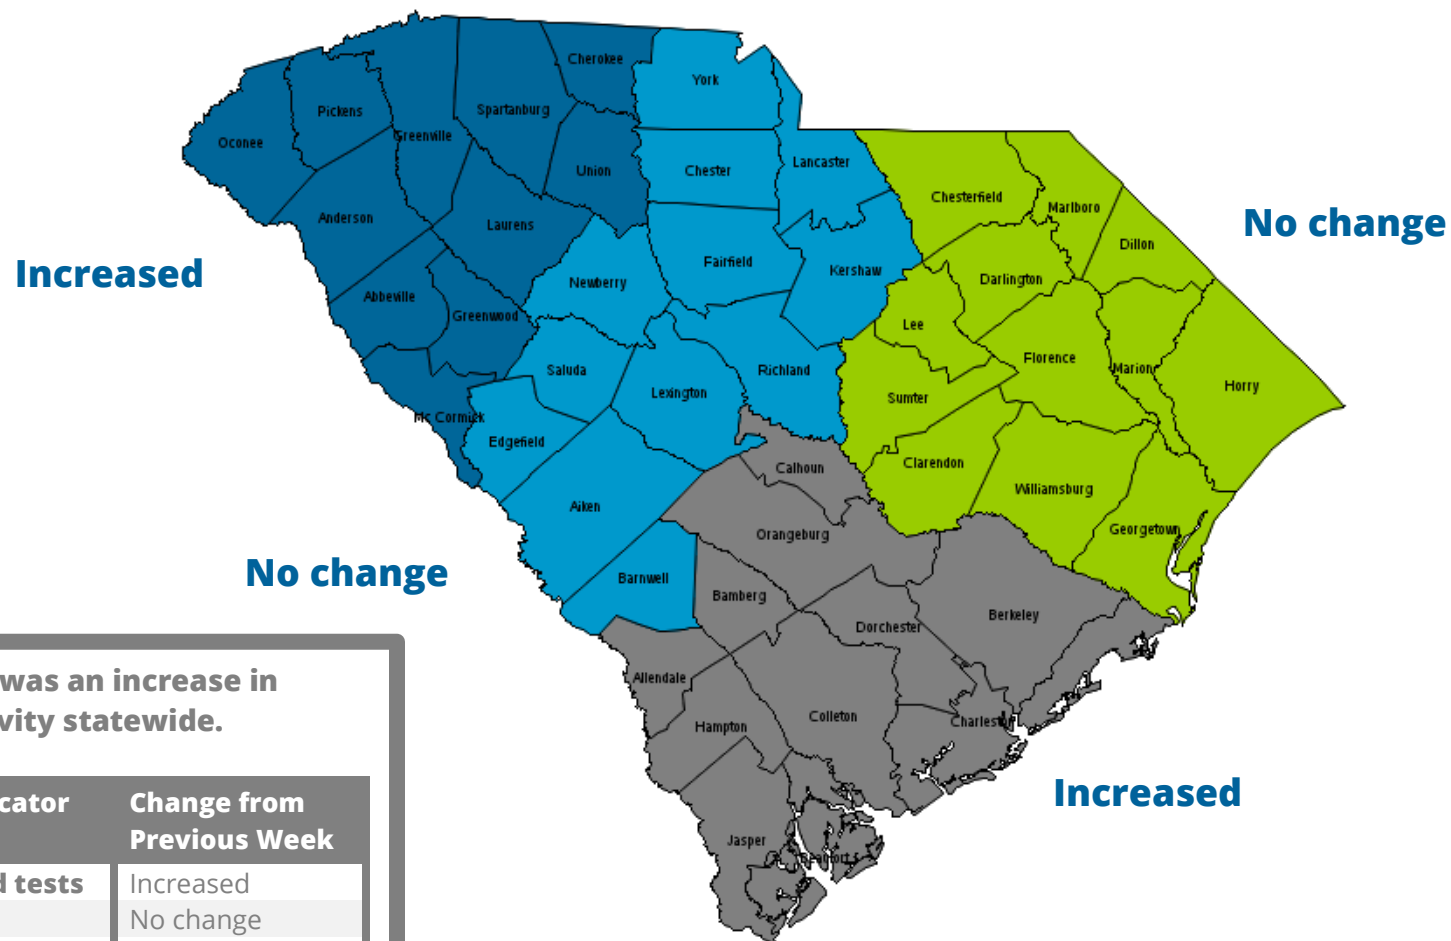 Cherokee
York
Pickens
Spartanburg
Greenville
Oconee
Union
Chester
Lancaster
Chesterfield
Marlboro
Anderson
Laurens
Dillon
No change
Increased
Fairfield
Kershaw
Newberry
Darlington
Abbeville
Greenwood
Lee
Florence
Saluda
Richland
Marion
Horry
Lexington
Sumter
Mc Cormick
Edgefield
Calhoun
Clarendon
Williamsburg
Aiken
Orangeburg
Georgetown
No change
Barnwell
Bamberg
Berkeley
Dorchester
Allendale
Hampton
Colleton
Charleston
Increased
Jasper
Beaufort
was an increase in
vity statewide.
cator
Change from
Previous Week
d tests
Increased
No change